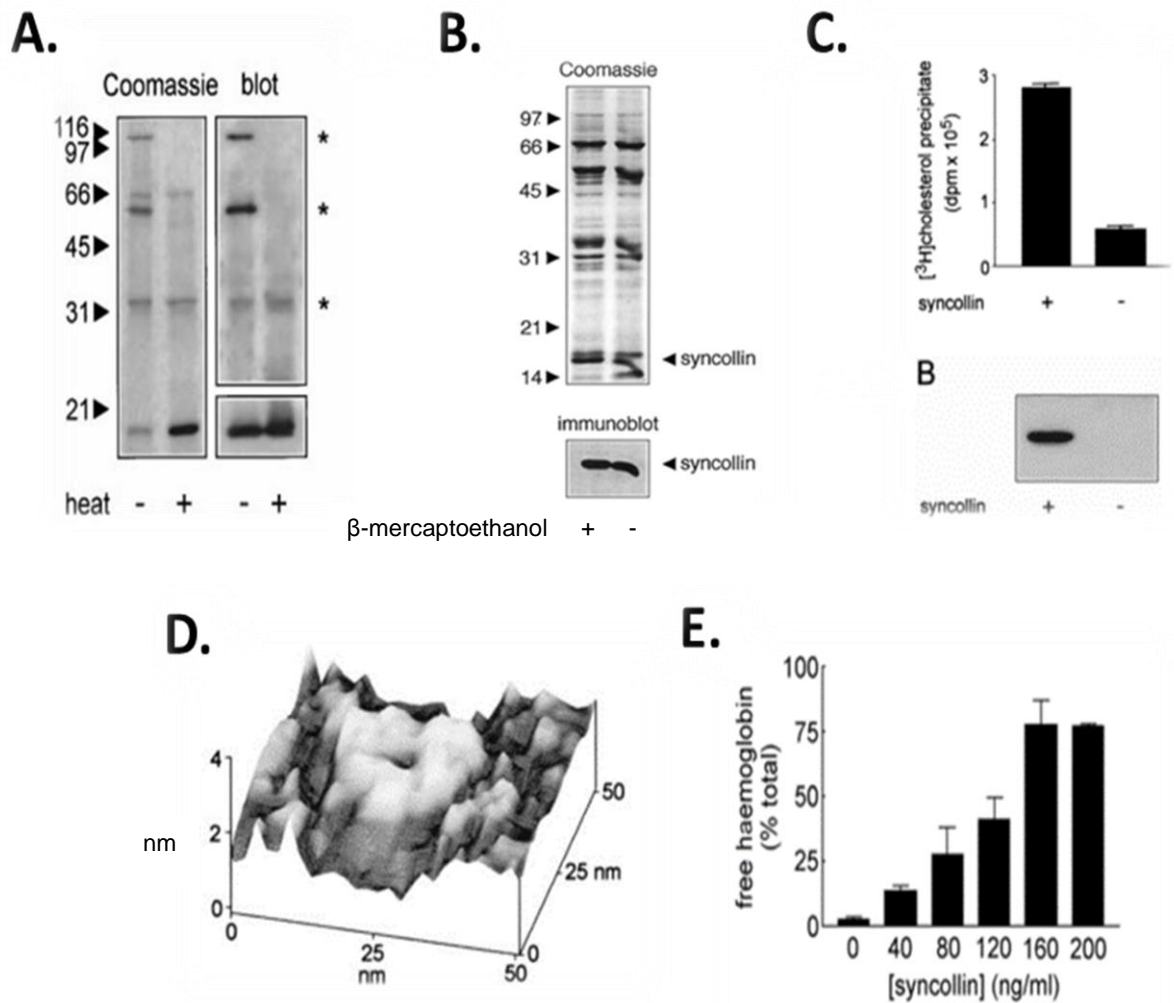 A.
Coomassie blot
116
97
66
45
31
21
*
*
*
heat - +  - +
B.
Coomassie
97
66
45
31
21
14
syncollin
immunoblot
syncollin
β-mercaptoethanol + -
C.
[³H]cholesterol precipitate
(dpm x 10⁵)
3
2
1
0
syncollin + -
B
syncollin + -
D.
4
2
0
nm
0
25
nm
50
0
25 nm
50
E.
free haemoglobin
(% total)
100
75
50
25
0
0 40 80 120 160 200
[syncollin] (ng/ml)